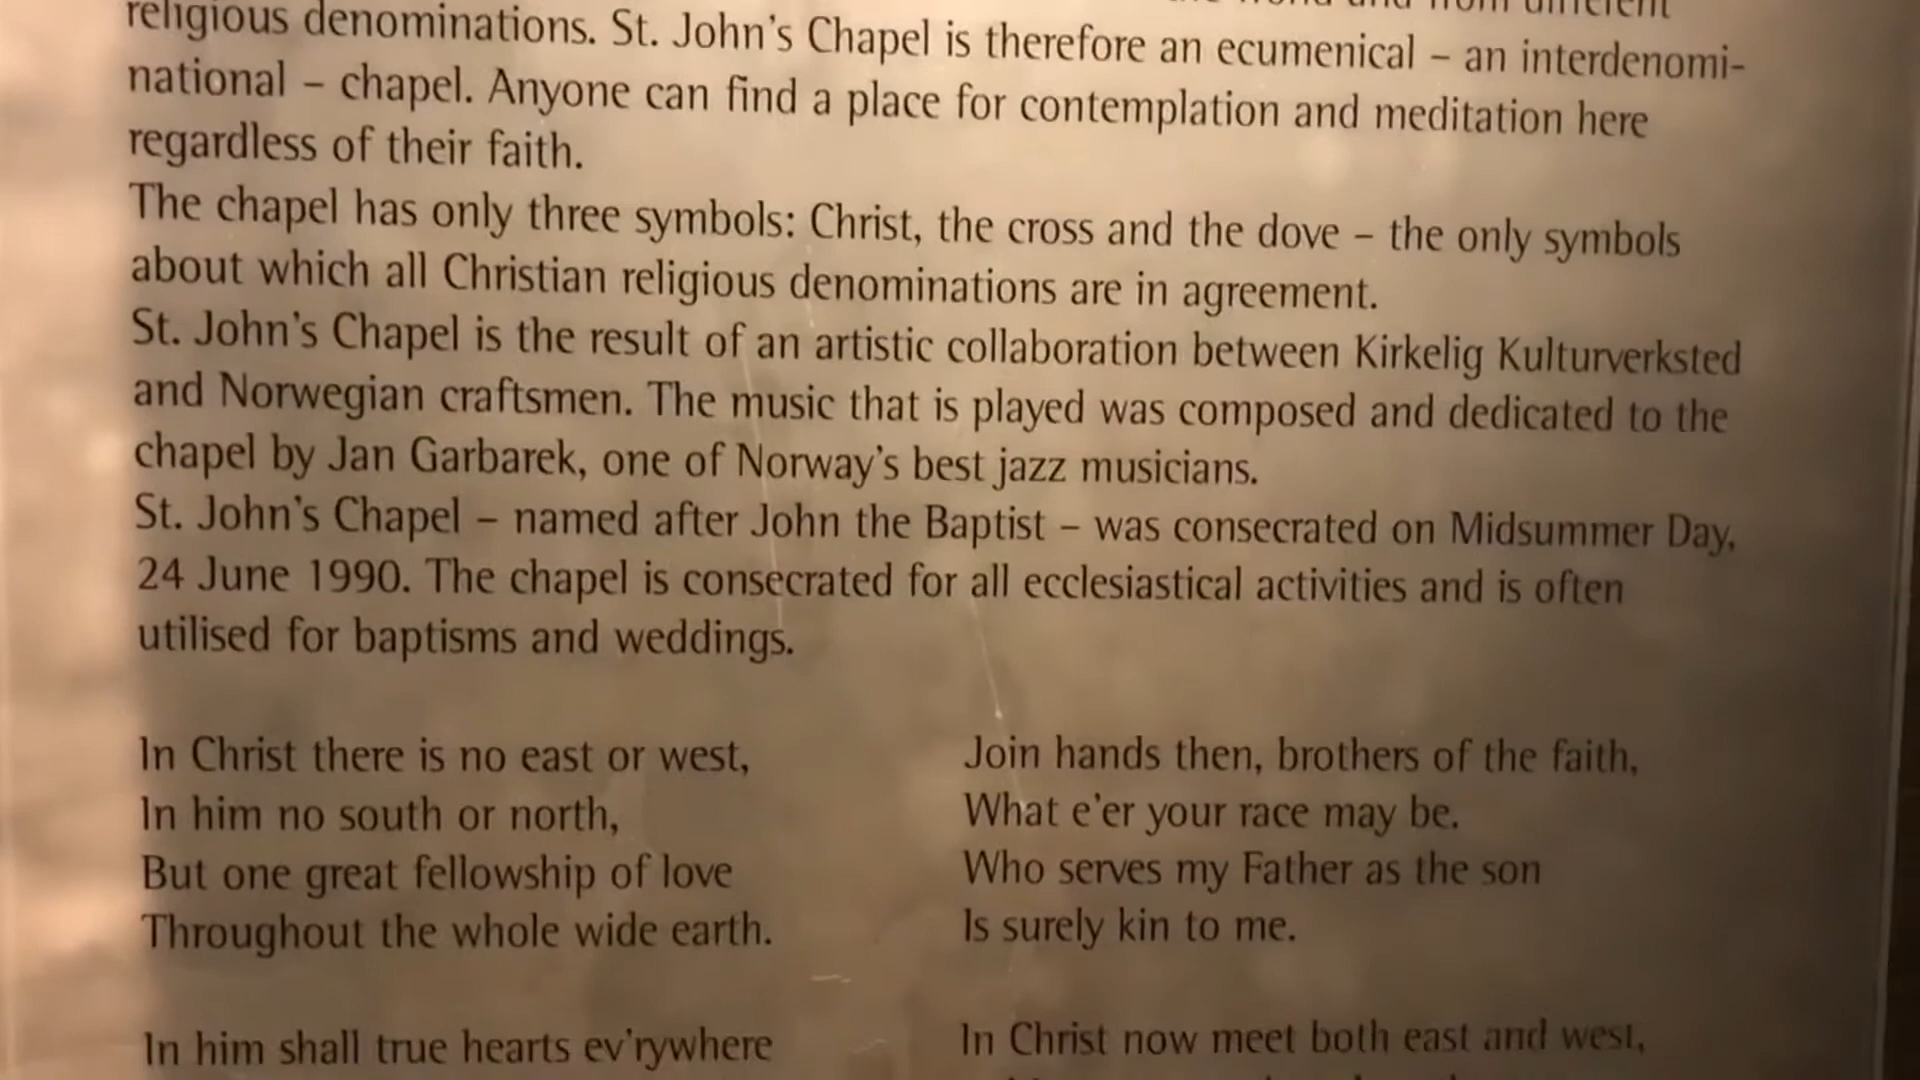 the world and from different
religious denominations. St. John's Chapel is therefore an ecumenical – an interdenomi-
national – chapel. Anyone can find a place for contemplation and meditation here
regardless of their faith.
The chapel has only three symbols: Christ, the cross and the dove – the only symbols
about which all Christian religious denominations are in agreement.
St. John's Chapel is the result of an artistic collaboration between Kirkelig Kulturverksted
and Norwegian craftsmen. The music that is played was composed and dedicated to the
chapel by Jan Garbarek, one of Norway's best jazz musicians.
St. John's Chapel – named after John the Baptist – was consecrated on Midsummer Day,
24 June 1990. The chapel is consecrated for all ecclesiastical activities and is often
utilised for baptisms and weddings.
In Christ there is no east or west,
In him no south or north,
But one great fellowship of love
Throughout the whole wide earth.
In him shall true hearts ev'rywhere
Join hands then, brothers of the faith,
What e'er your race may be.
Who serves my Father as the son
Is surely kin to me.
In Christ now meet both east and west,